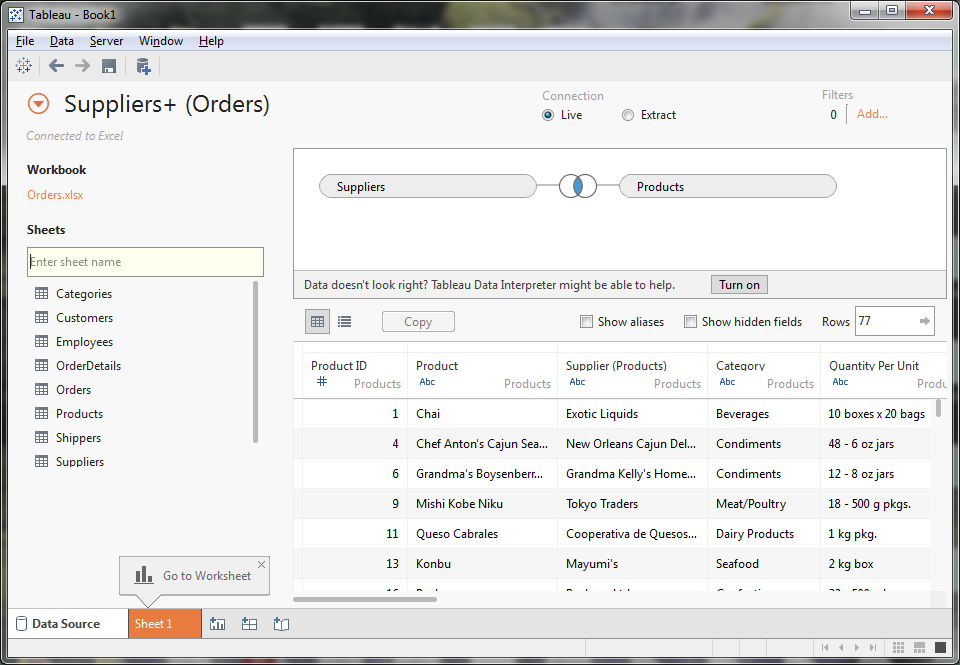 Tableau - Book1
File Data Server Window Help
Suppliers+ (Orders)
Connected to Excel
Connection
Live Extract
Filters
0 Add...
Workbook
Orders.xlsx
Sheets
Enter sheet name
Categories
Customers
Employees
OrderDetails
Orders
Products
Shippers
Suppliers
Suppliers Products
Data doesn't look right? Tableau Data Interpreter might be able to help. Turn on
Copy Show aliases Show hidden fields Rows 77
Product ID Product Supplier (Products) Category Quantity Per Unit
# Products Abc Products Abc Products Abc Products Abc
1 Chai Exotic Liquids Beverages 10 boxes x 20 bags
4 Chef Anton's Cajun Sea... New Orleans Cajun Del... Condiments 48 - 6 oz jars
6 Grandma's Boysenberr... Grandma Kelly's Home... Condiments 12 - 8 oz jars
9 Mishi Kobe Niku Tokyo Traders Meat/Poultry 18 - 500 g pkgs.
11 Queso Cabrales Cooperativa de Quesos... Dairy Products 1 kg pkg.
13 Konbu Mayumi's Seafood 2 kg box
Go to Worksheet
Data Source Sheet 1